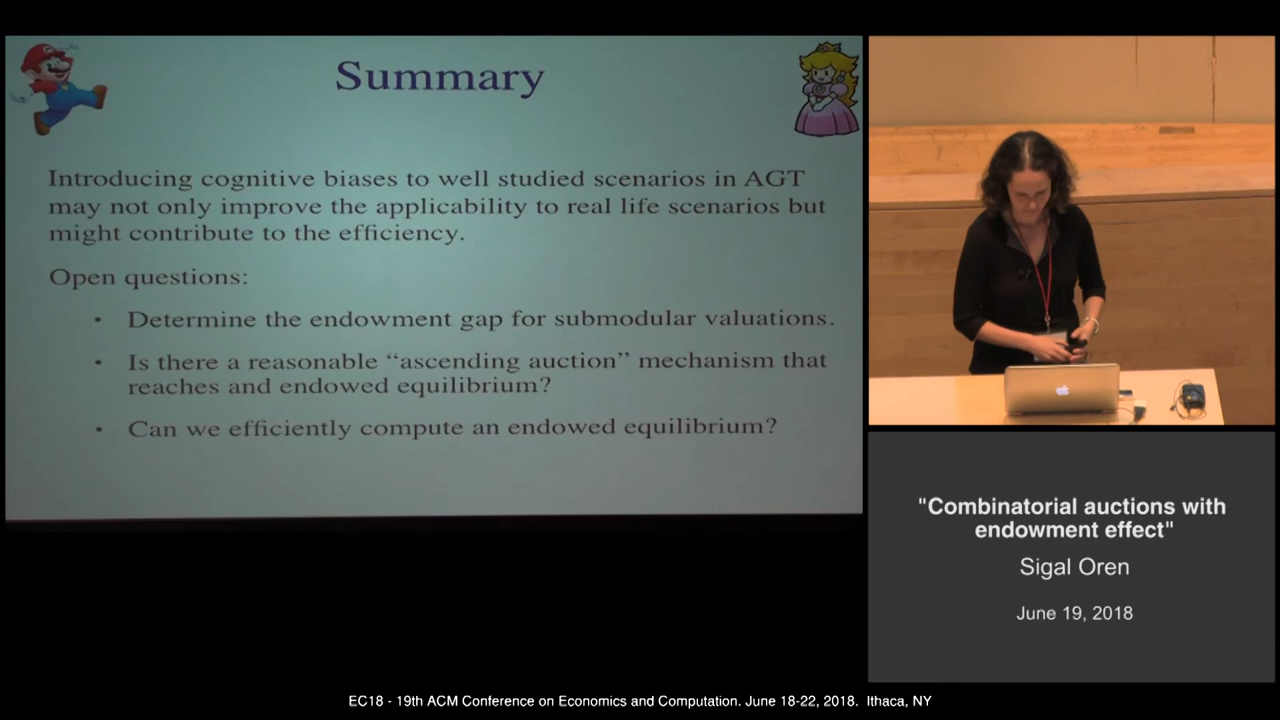 Summary
Introducing cognitive biases to well studied scenarios in AGT
may not only improve the applicability to real life scenarios but
might contribute to the efficiency.
Open questions:
• Determine the endowment gap for submodular valuations.
• Is there a reasonable “ascending auction” mechanism that
reaches and endowed equilibrium?
• Can we efficiently compute an endowed equilibrium?
"Combinatorial auctions with
endowment effect"
Sigal Oren
June 19, 2018
EC18 - 19th ACM Conference on Economics and Computation. June 18-22, 2018. Ithaca, NY